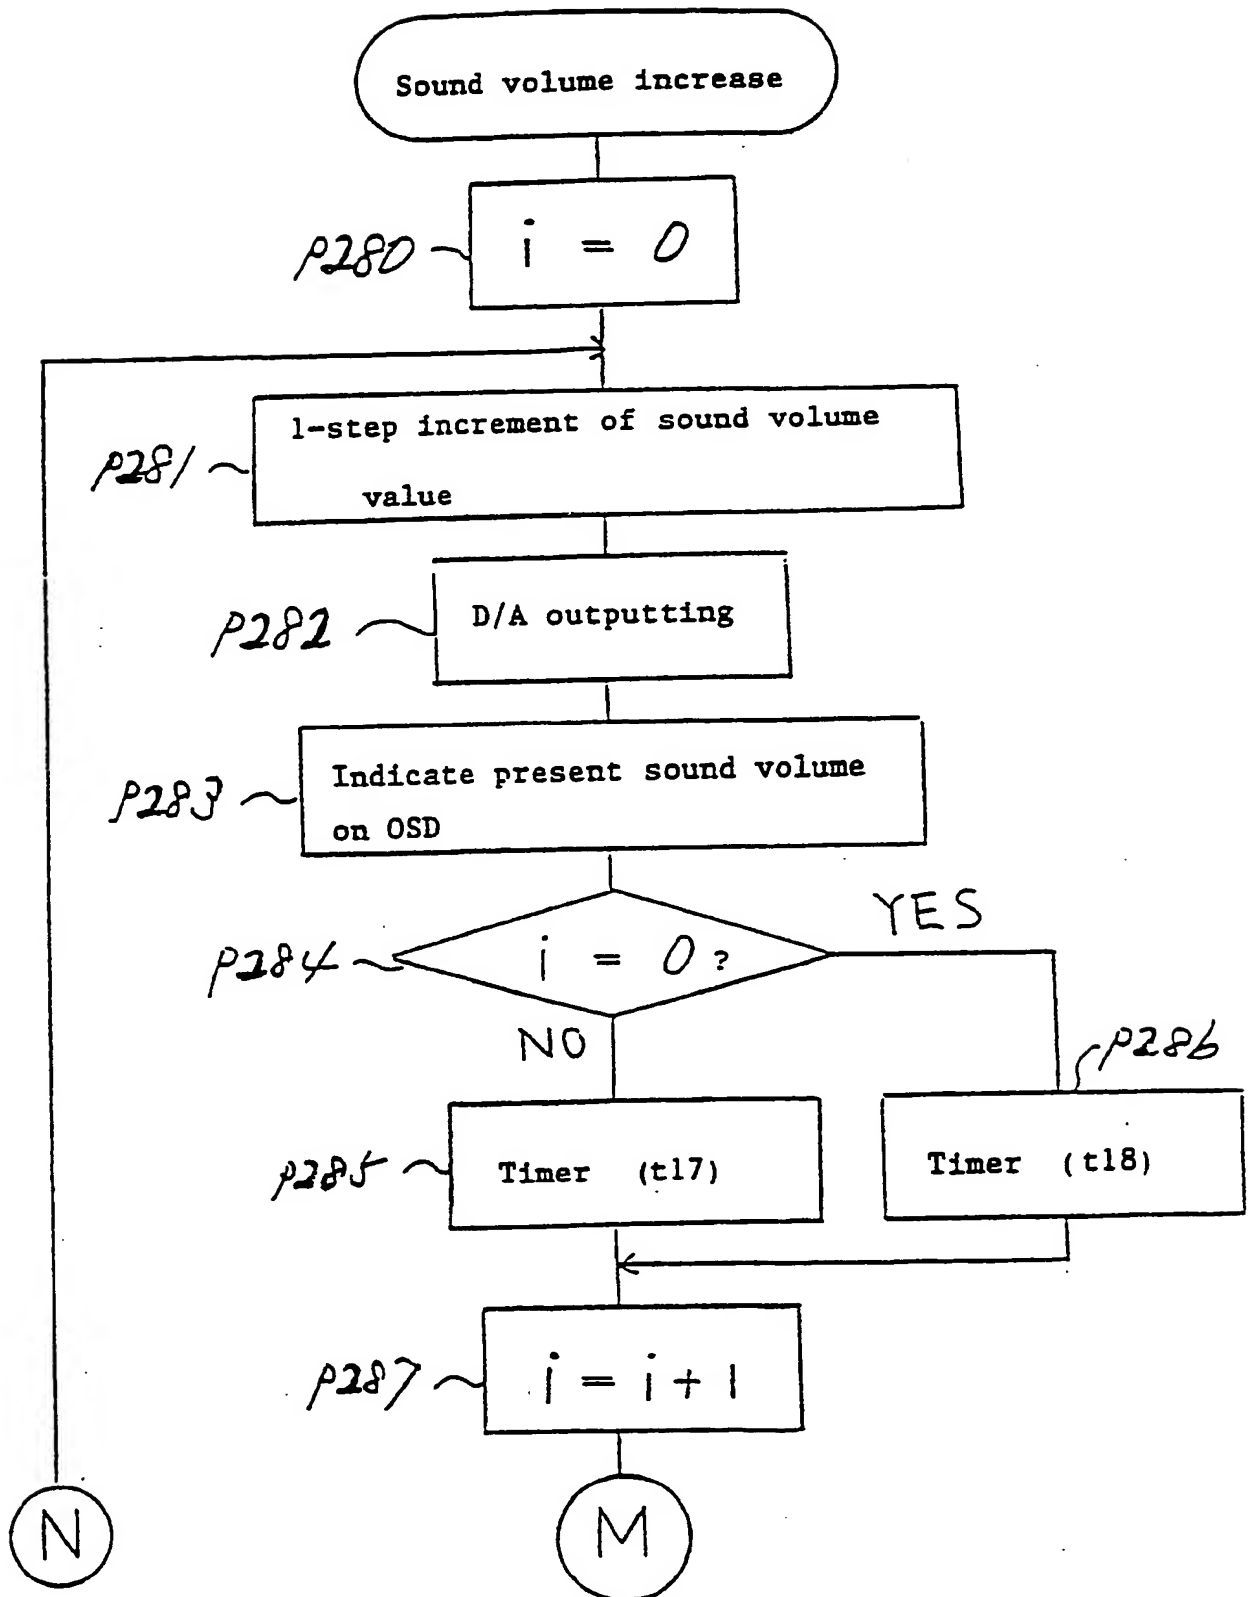 Sound volume increase
P280
i = 0
1-step increment of sound volume
value
P281
D/A outputting
P282
Indicate present sound volume
on OSD
P283
YES
P284
i = 0 ?
NO
P286
P285
Timer (t17)
Timer (t18)
P287
i = i + 1
N
M